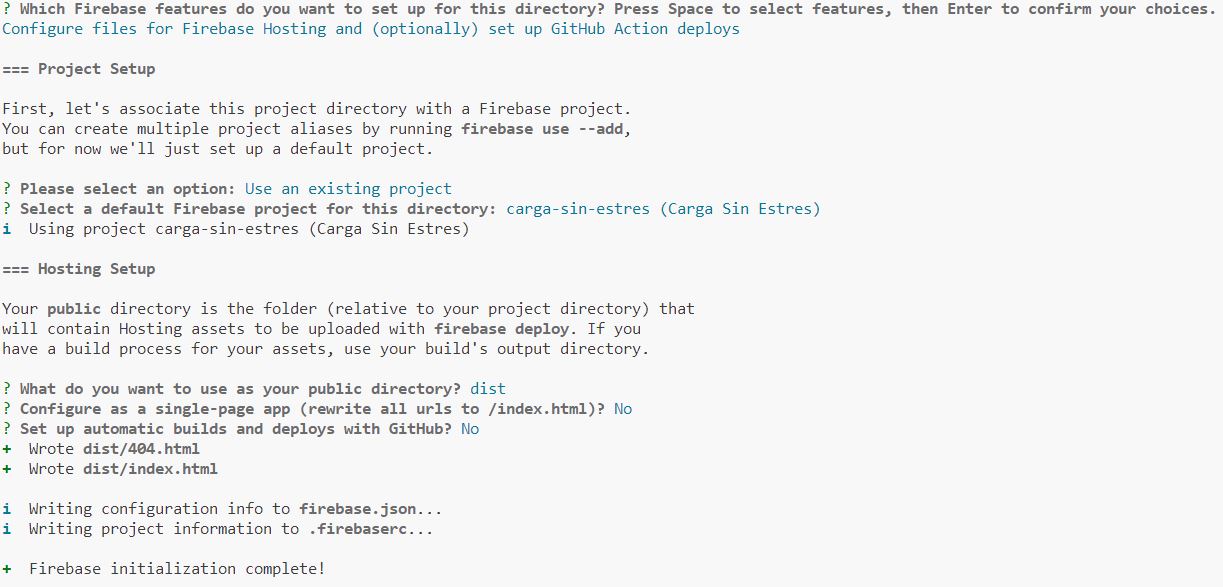 ? Which Firebase features do you want to set up for this directory? Press Space to select features, then Enter to confirm your choices.
Configure files for Firebase Hosting and (optionally) set up GitHub Action deploys
=== Project Setup
First, let's associate this project directory with a Firebase project.
You can create multiple project aliases by running firebase use --add,
but for now we'll just set up a default project.
? Please select an option: Use an existing project
? Select a default Firebase project for this directory: carga-sin-estres (Carga Sin Estres)
i  Using project carga-sin-estres (Carga Sin Estres)
=== Hosting Setup
Your public directory is the folder (relative to your project directory) that
will contain Hosting assets to be uploaded with firebase deploy. If you
have a build process for your assets, use your build's output directory.
? What do you want to use as your public directory? dist
? Configure as a single-page app (rewrite all urls to /index.html)? No
? Set up automatic builds and deploys with GitHub? No
+  Wrote dist/404.html
+  Wrote dist/index.html
i  Writing configuration info to firebase.json...
i  Writing project information to .firebaserc...
+  Firebase initialization complete!